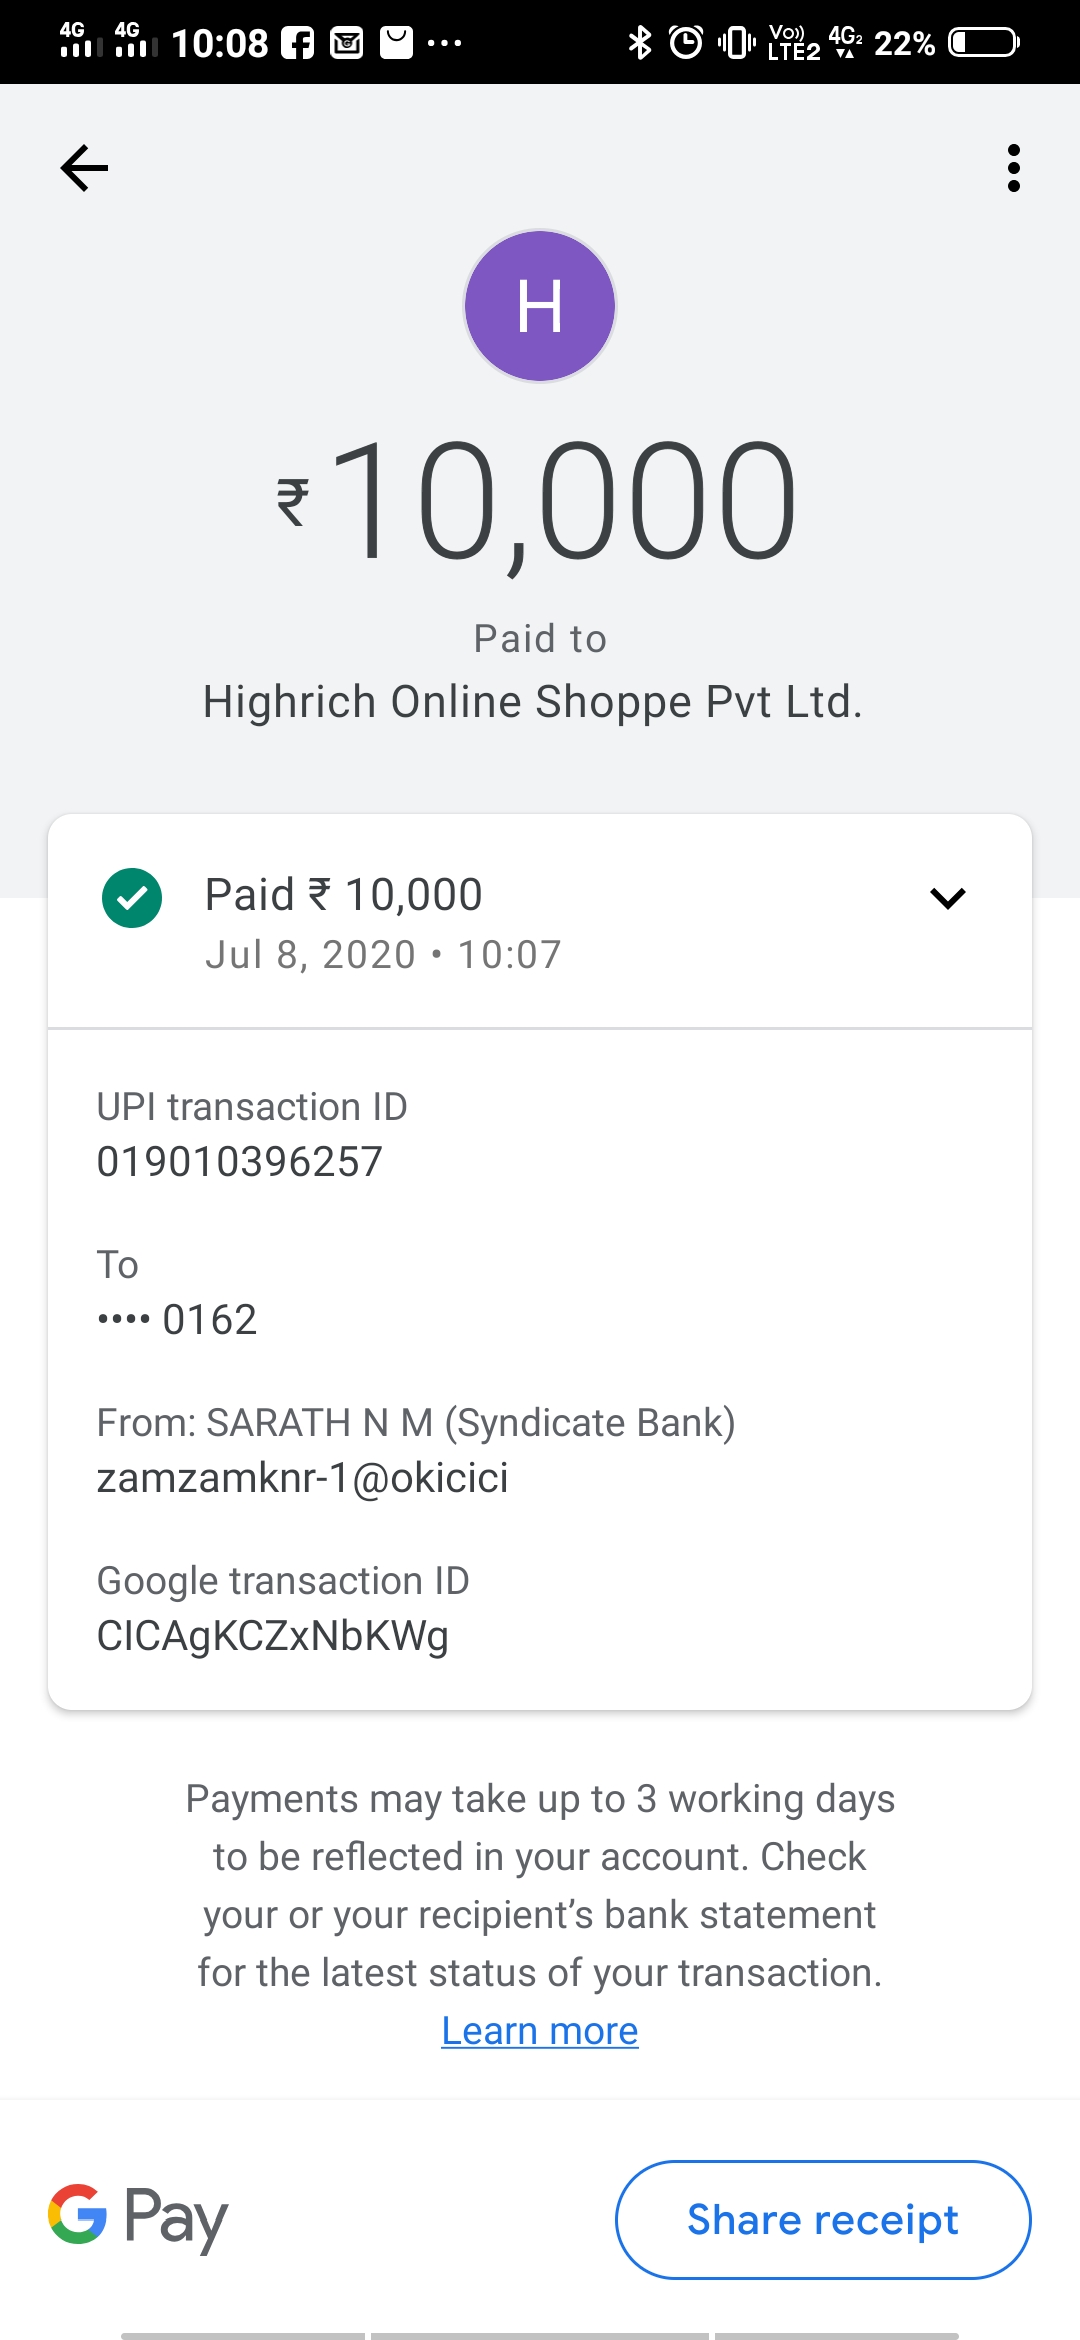 4G 4G 10:08 Vo)) LTE2 4G2 22%
H
₹10,000
Paid to
Highrich Online Shoppe Pvt Ltd.
Paid ₹ 10,000
Jul 8, 2020 • 10:07
UPI transaction ID
019010396257
To
•••• 0162
From: SARATH N M (Syndicate Bank)
zamzamknr-1@okicici
Google transaction ID
CICAgKCZxNbKWg
Payments may take up to 3 working days
to be reflected in your account. Check
your or your recipient’s bank statement
for the latest status of your transaction.
Learn more
G Pay
Share receipt